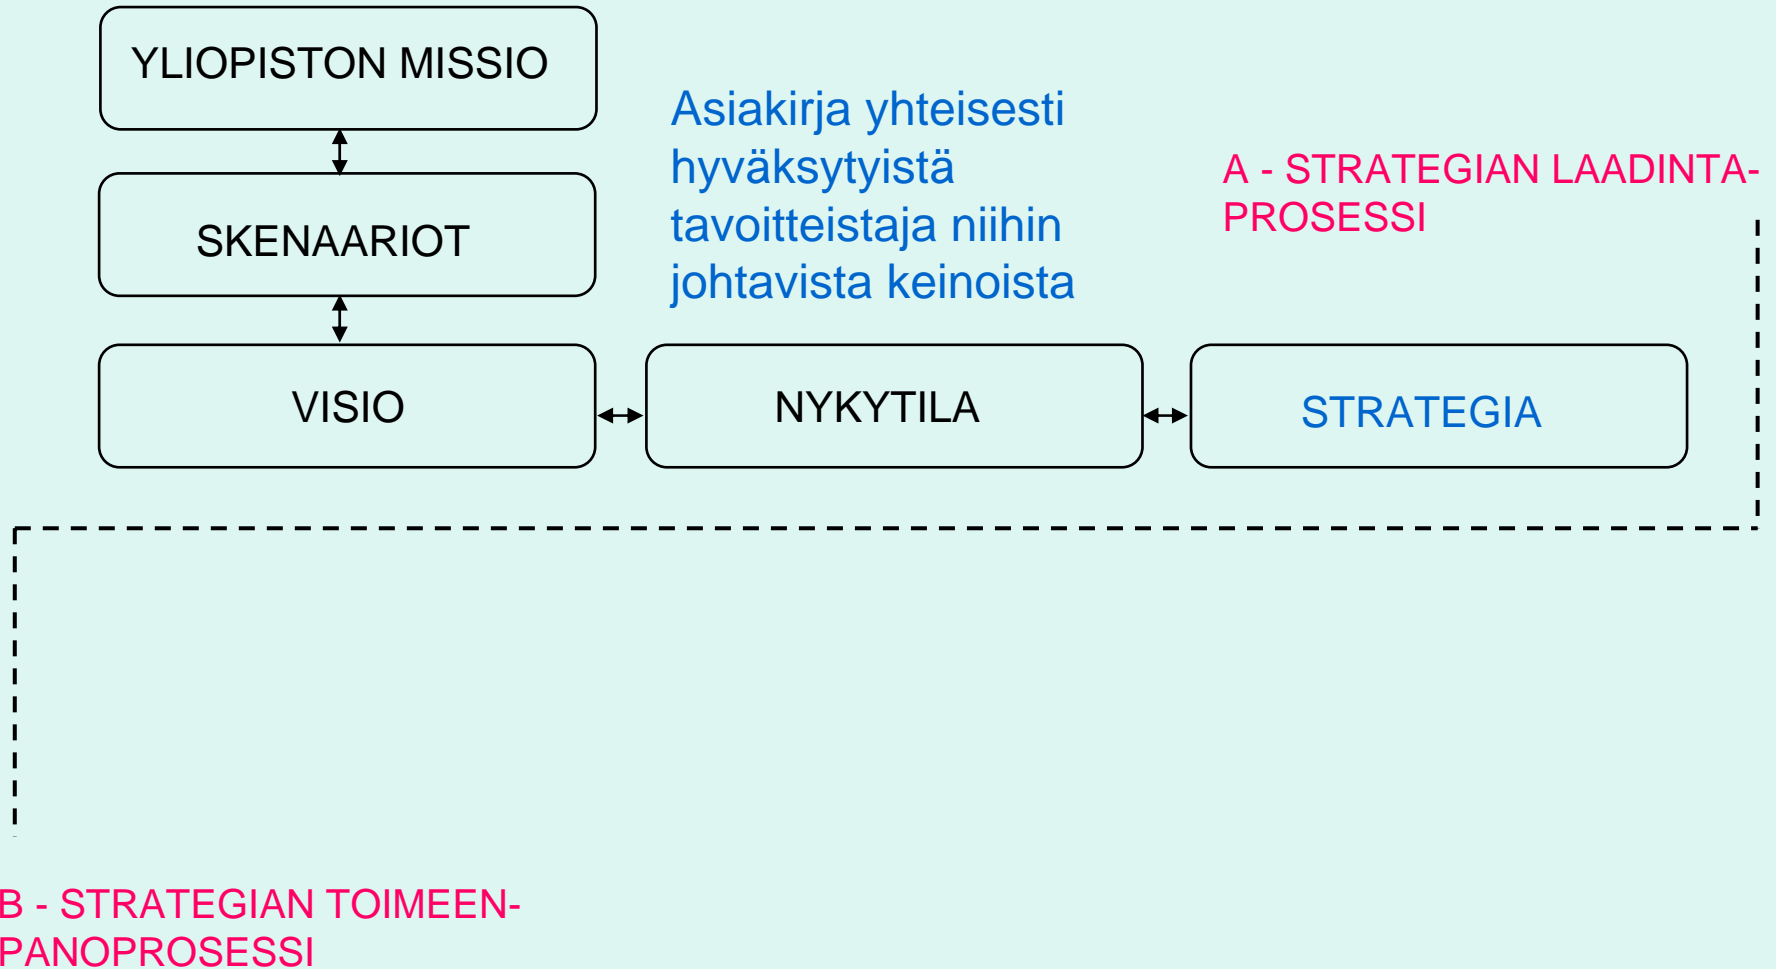 YLIOPISTON MISSIO
Asiakirja yhteisesti
hyväksytyistä
tavoitteistaja niihin
johtavista keinoista
A - STRATEGIAN LAADINTA-
PROSESSI
SKENAARIOT
VISIO
NYKYTILA
STRATEGIA
B - STRATEGIAN TOIMEEN-
PANOPROSESSI